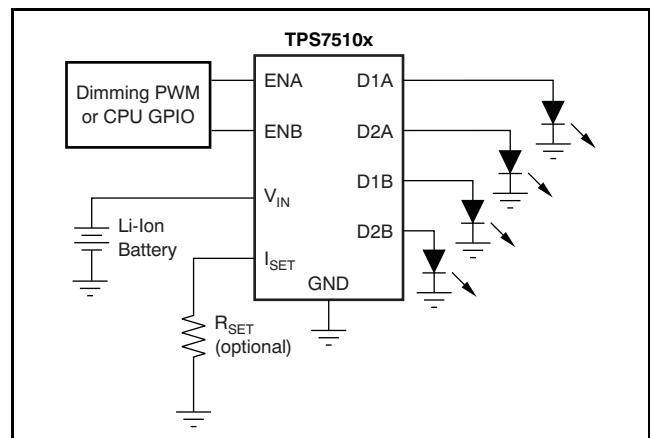 TPS7510x
Dimming PWM
or CPU GPIO
ENA
D1A
ENB
D2A
D1B
VIN
D2B
Li-Ion
Battery
ISET
GND
RSET
(optional)